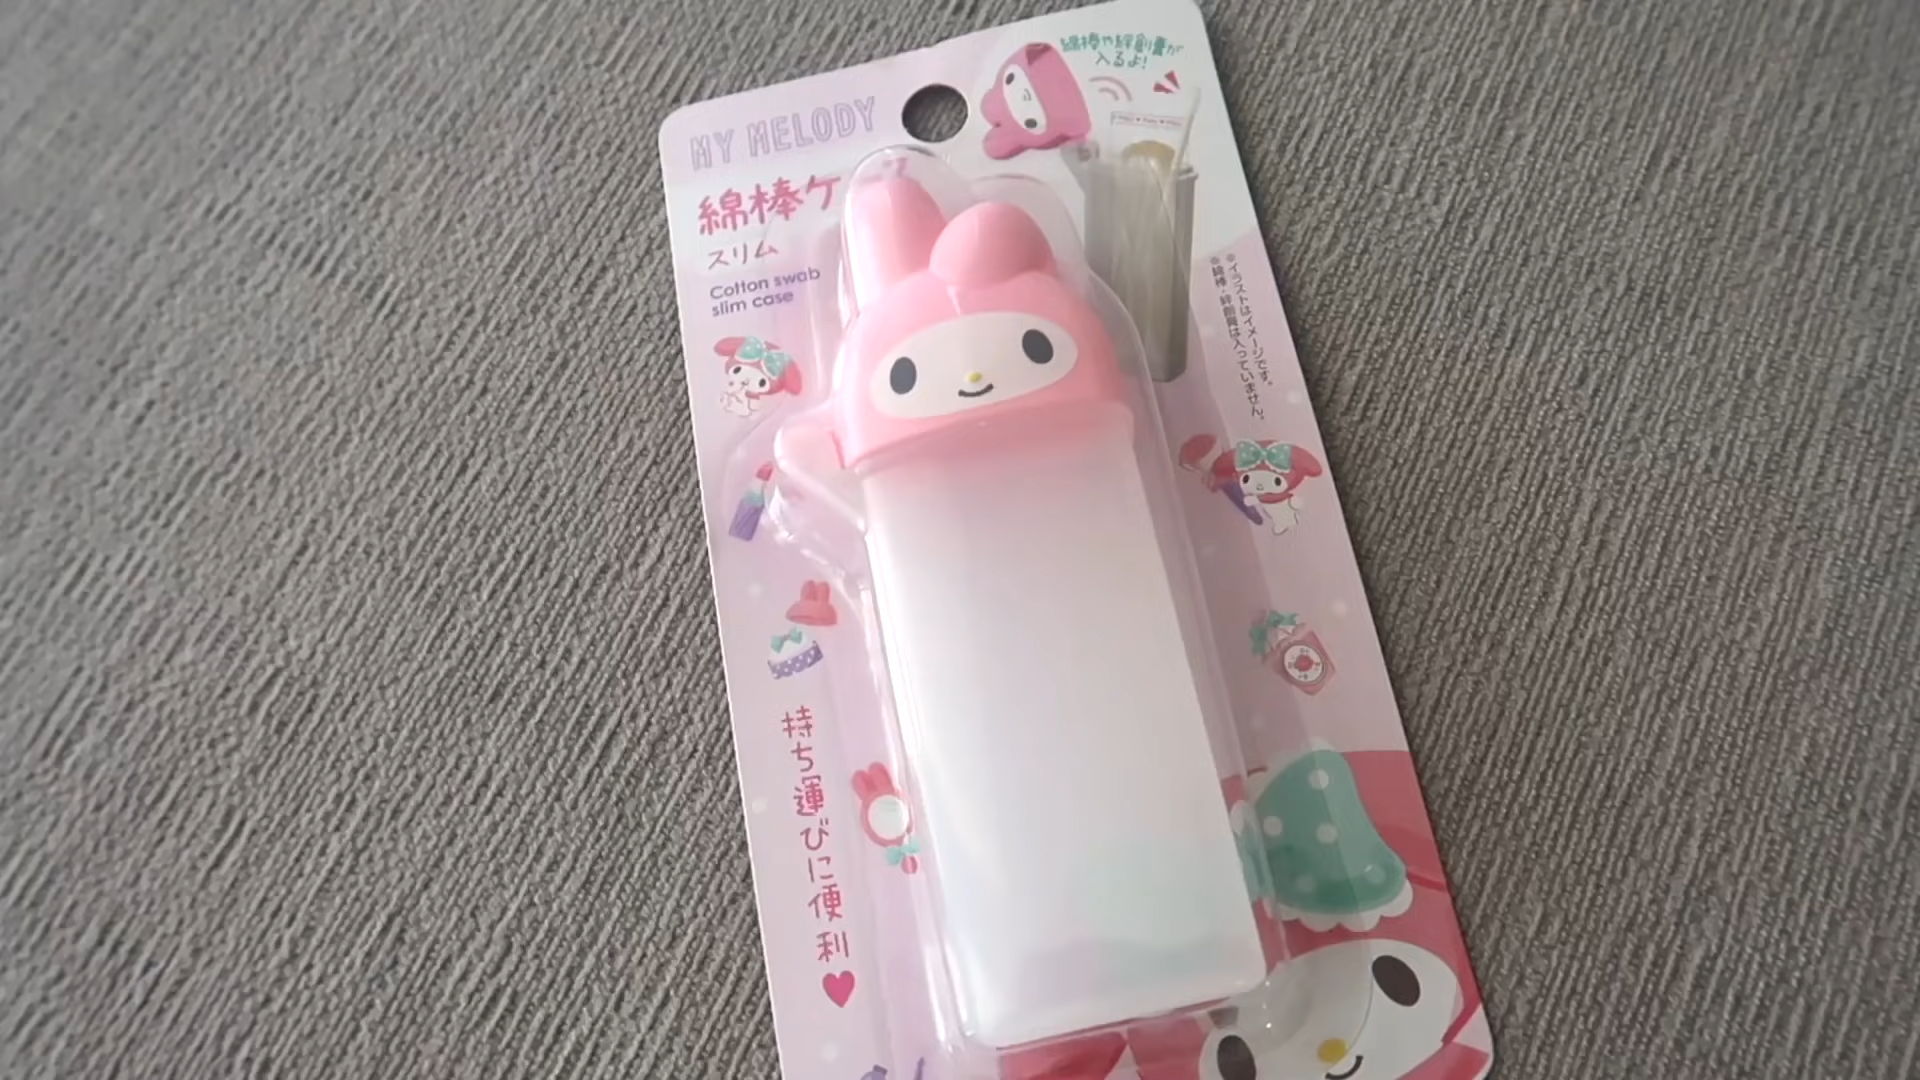 MY MELODY
綿棒や絆創膏が
入るよ!
綿棒ケ
スリム
Cotton swab
slim case
※イラストはイメージです。
※綿棒・絆創膏は入っていません。
持ち運びに便利♥